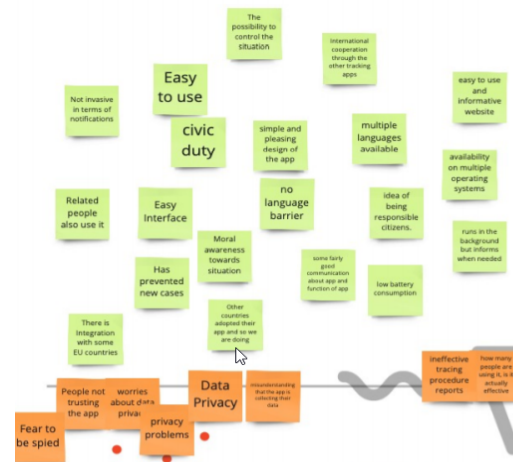 The
possibility to
control the
situation
International
cooperation
through the
other tracking
apps
Easy
to use
easy to use
and
informative
website
Not invasive
in terms of
notifications
civic
duty
simple and
pleasing
design of
the app
multiple
languages
available
availability
on multiple
operating
systems
no
language
barrier
Related
people
also use it
Easy
Interface
idea of
being
responsible
citizens.
runs in the
background
but informs
when needed
Moral
awareness
towards
situation
some fairly
good
communication
about app and
function of app
Has
prevented
new cases
low battery
consumption
Other
countries
adopted their
app and so we
are doing
There is
Integration
with some
EU countries
ineffective
tracing
procedure
reports
how many
people are
using it, is
actually
effective
Data
Privacy
misunderstanding
that the app is
collecting their
data
People not
trusting
the app
worries
about data
priva
privacy
problems
Fear to
be spied